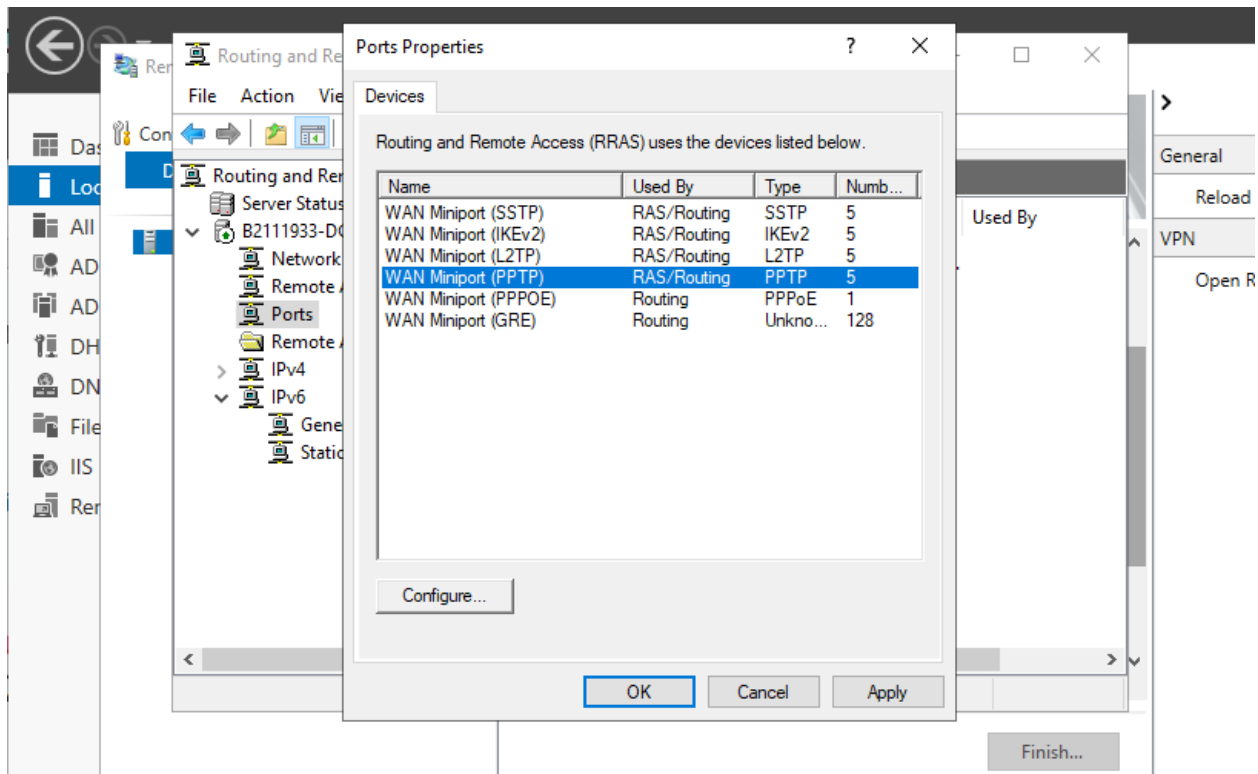 Ports Properties
?
Rer
Routing and Re
File Action Vie
Devices
Con
Routing and Remote Access (RRAS) uses the devices listed below.
Name Used By Type Numb...
WAN Miniport (SSTP) RAS/Routing SSTP 5
WAN Miniport (IKEv2) RAS/Routing IKEv2 5
WAN Miniport (L2TP) RAS/Routing L2TP 5
WAN Miniport (PPTP) RAS/Routing PPTP 5
WAN Miniport (PPPOE) Routing PPPoE 1
WAN Miniport (GRE) Routing Unkno... 128
Configure...
OK Cancel Apply
Das
Loc
All
AD
AD
DH
DN
File
IIS
Rer
D
Routing and Rer
Server Status
B2111933-DC
Network
Remote A
Ports
Remote A
IPv4
IPv6
Gene
Static
Used By
General
Reload
VPN
Open R
Finish...